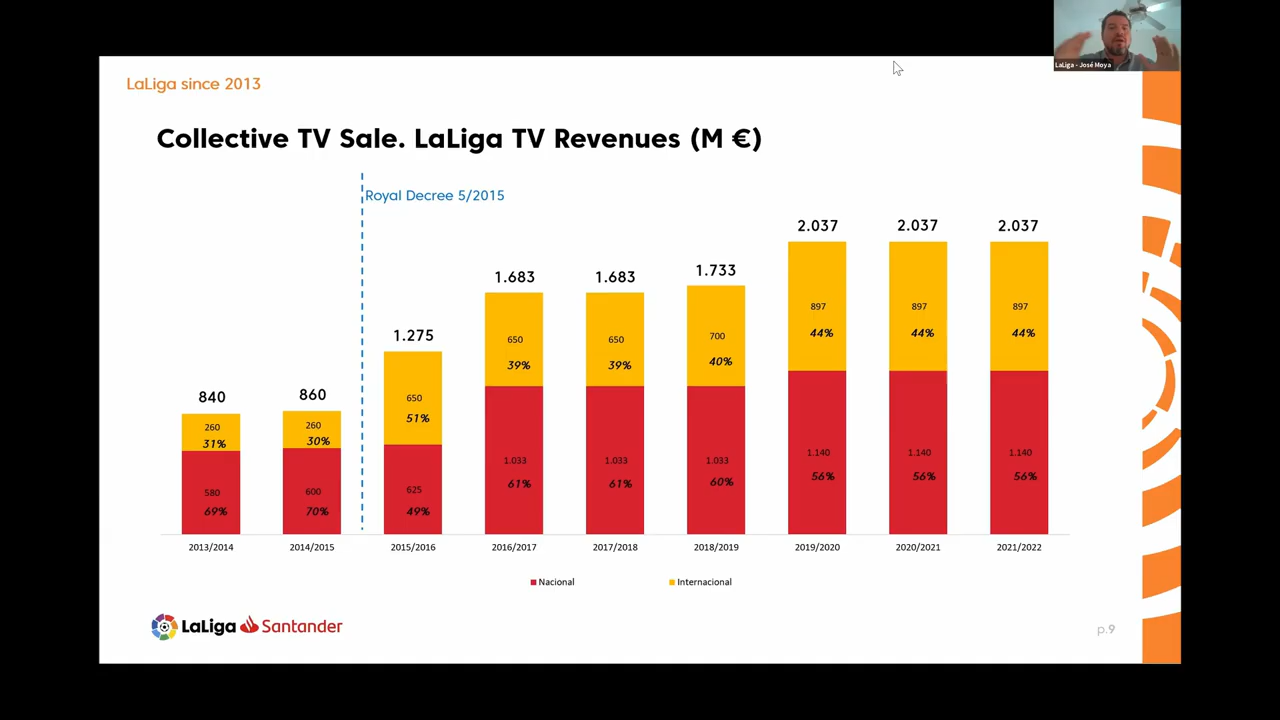 LaLiga - José Moya
LaLiga since 2013
Collective TV Sale. LaLiga TV Revenues (M €)
Royal Decree 5/2015
840 860 1.275 1.683 1.683 1.733 2.037 2.037 2.037
260 260 650 650 650 700 897 897 897
31% 30% 51% 39% 39% 40% 44% 44% 44%
580 600 625 1.033 1.033 1.033 1.140 1.140 1.140
69% 70% 49% 61% 61% 60% 56% 56% 56%
2013/2014 2014/2015 2015/2016 2016/2017 2017/2018 2018/2019 2019/2020 2020/2021 2021/2022
Nacional Internacional
LaLiga Santander
p.9